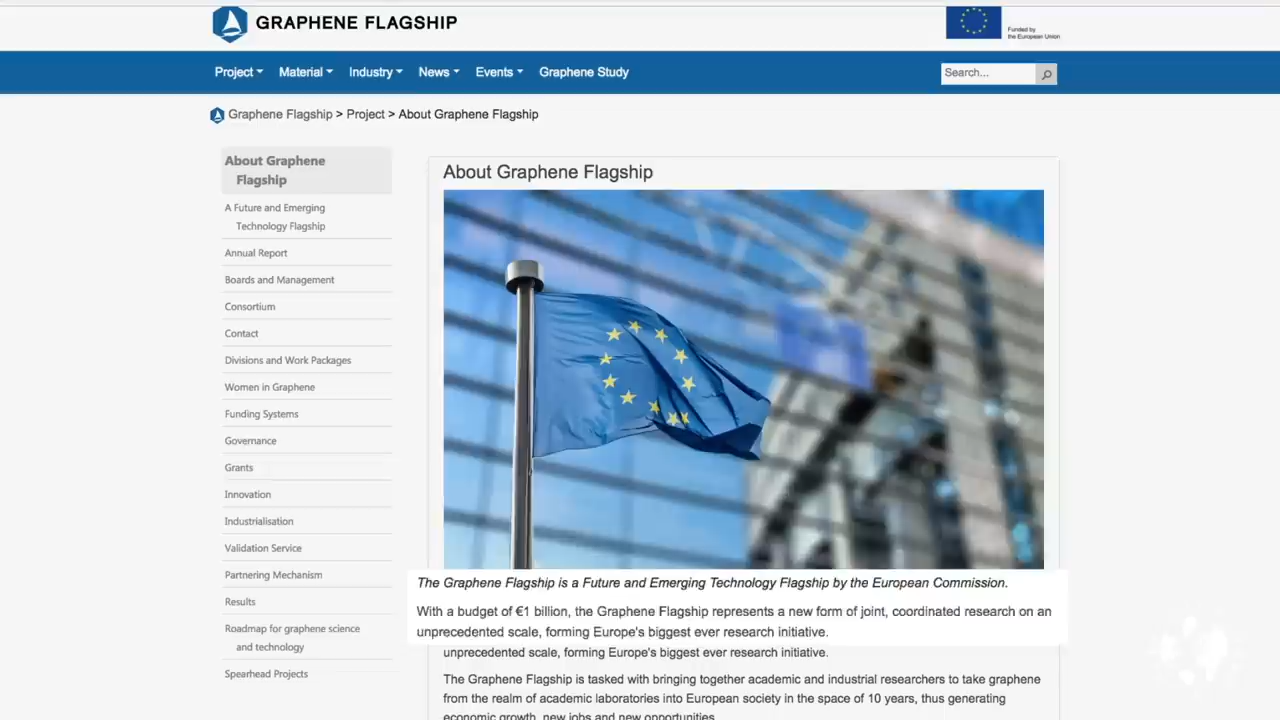 GRAPHENE FLAGSHIP
Funded by
the European Union
Project Material Industry News Events Graphene Study
Search...
Graphene Flagship > Project > About Graphene Flagship
About Graphene
Flagship
A Future and Emerging
Technology Flagship
Annual Report
Boards and Management
Consortium
Contact
Divisions and Work Packages
Women in Graphene
Funding Systems
Governance
Grants
Innovation
Industrialisation
Validation Service
Partnering Mechanism
Results
Roadmap for graphene science
and technology
Spearhead Projects
About Graphene Flagship
The Graphene Flagship is a Future and Emerging Technology Flagship by the European Commission.
With a budget of €1 billion, the Graphene Flagship represents a new form of joint, coordinated research on an
unprecedented scale, forming Europe's biggest ever research initiative.
unprecedented scale, forming Europe's biggest ever research initiative.
The Graphene Flagship is tasked with bringing together academic and industrial researchers to take graphene
from the realm of academic laboratories into European society in the space of 10 years, thus generating
economic growth, new jobs and new opportunities.